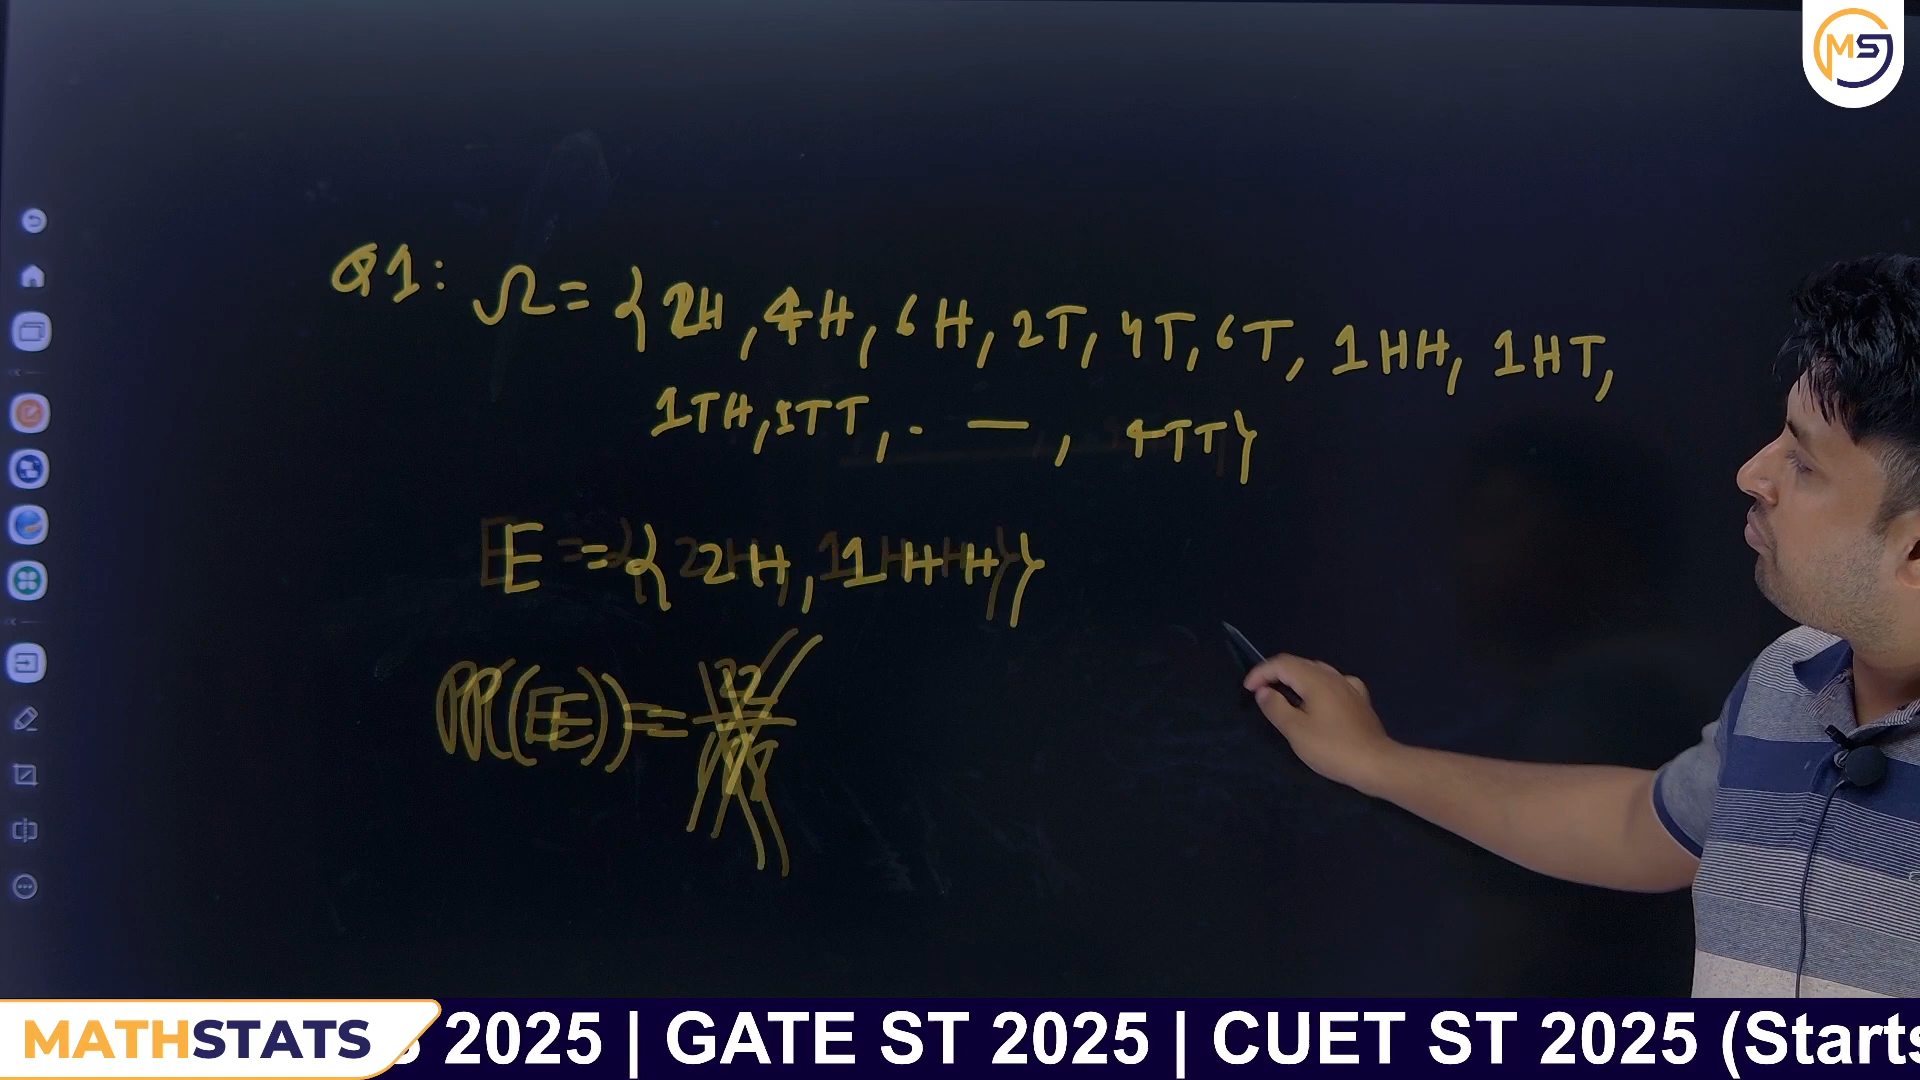 MS
Q1: Ω = {2H, 4H, 6H, 2T, 4T, 6T, 1HH, 1HT,
1TH, 1TT, . —, 4TT}
E = {2H, 1HH}
P(E) =
MATHSTATS 2025 | GATE ST 2025 | CUET ST 2025 (Starts